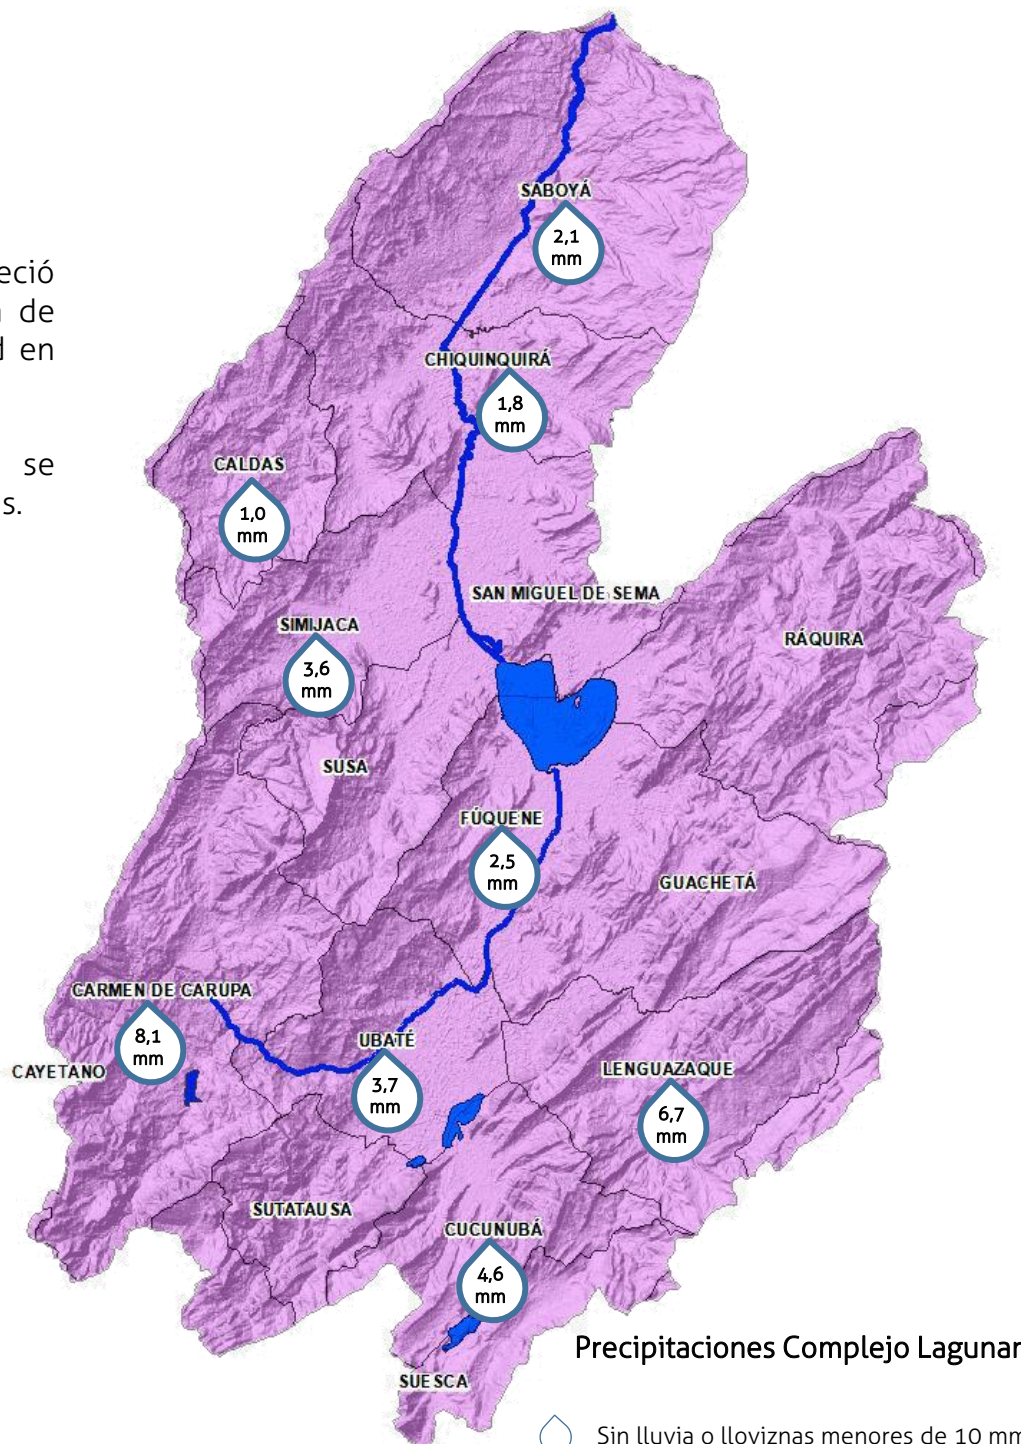 eció
de
en
se
s.
SABOYÁ
2,1
mm
CHIQUINQUIRÁ
1,8
mm
CALDAS
1,0
mm
SAN MIGUEL DE SEMA
SIMIJACA
RÁQUIRA
3,6
mm
SUSA
FÚQUENE
2,5
mm
GUACHETÁ
CARMEN DE CARUPA
8,1
mm
UBATÉ
CAYETANO
LENGUAZAQUE
3,7
mm
6,7
mm
SUTATAUSA
CUCUNUBÁ
4,6
mm
Precipitaciones Complejo Lagunar
SUESCA
Sin lluvia o lloviznas menores de 10 mm